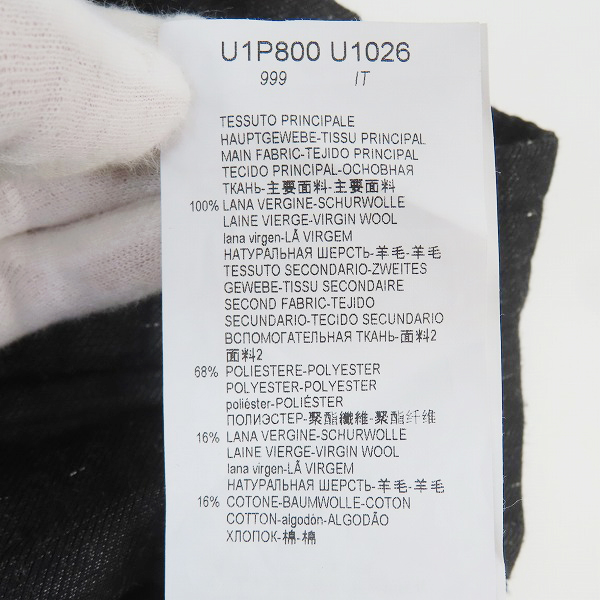 U1P800 U1026
999 IT
TESSUTO PRINCIPALE
HAUPTGEWEBE-TISSU PRINCIPAL
MAIN FABRIC-TEJIDO PRINCIPAL
TECIDO PRINCIPAL-ОСНОВНАЯ
ТКАНЬ-主要面料-主要面料
100% LANA VERGINE-SCHURWOLLE
LAINE VIERGE-VIRGIN WOOL
lana virgen-LÃ VIRGEM
НАТУРАЛЬНАЯ ШЕРСТЬ-羊毛-羊毛
TESSUTO SECONDARIO-ZWEITES
GEWEBE-TISSU SECONDAIRE
SECOND FABRIC-TEJIDO
SECUNDARIO-TECIDO SECUNDARIO
ВСПОМОГАТЕЛЬНАЯ ТКАНЬ-面料2
面料2
68% POLIESTERE-POLYESTER
POLYESTER-POLYESTER
poliéster-POLIÉSTER
ПОЛИЭСТЕР-聚酯纖維-聚酯纤维
16% LANA VERGINE-SCHURWOLLE
LAINE VIERGE-VIRGIN WOOL
lana virgen-LÃ VIRGEM
НАТУРАЛЬНАЯ ШЕРСТЬ-羊毛-羊毛
16% COTONE-BAUMWOLLE-COTON
COTTON-algodón-ALGODÃO
ХЛОПОК-棉-棉